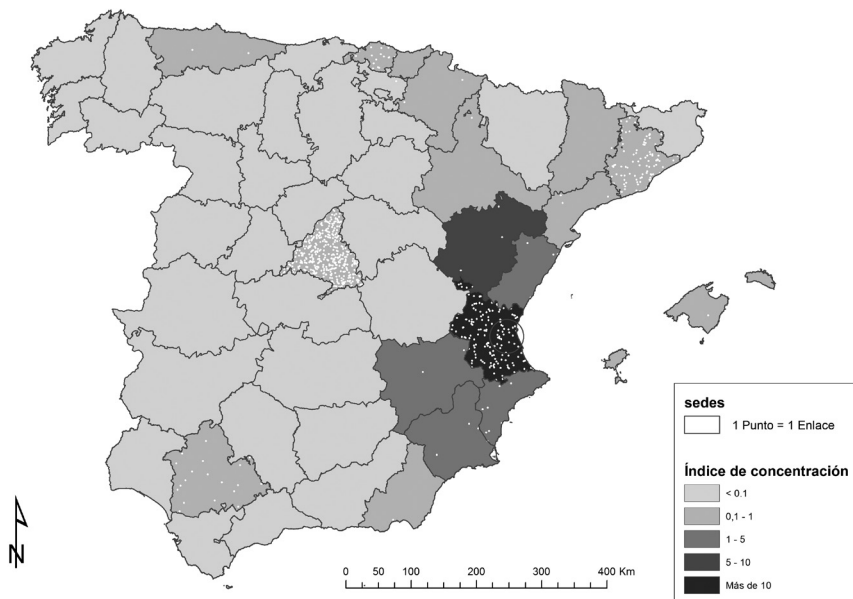 sedes
1 Punto = 1 Enlace
Índice de concentración
< 0.1
0,1 - 1
1 - 5
5 - 10
Más de 10
N
0 50 100 200 300 400 Km